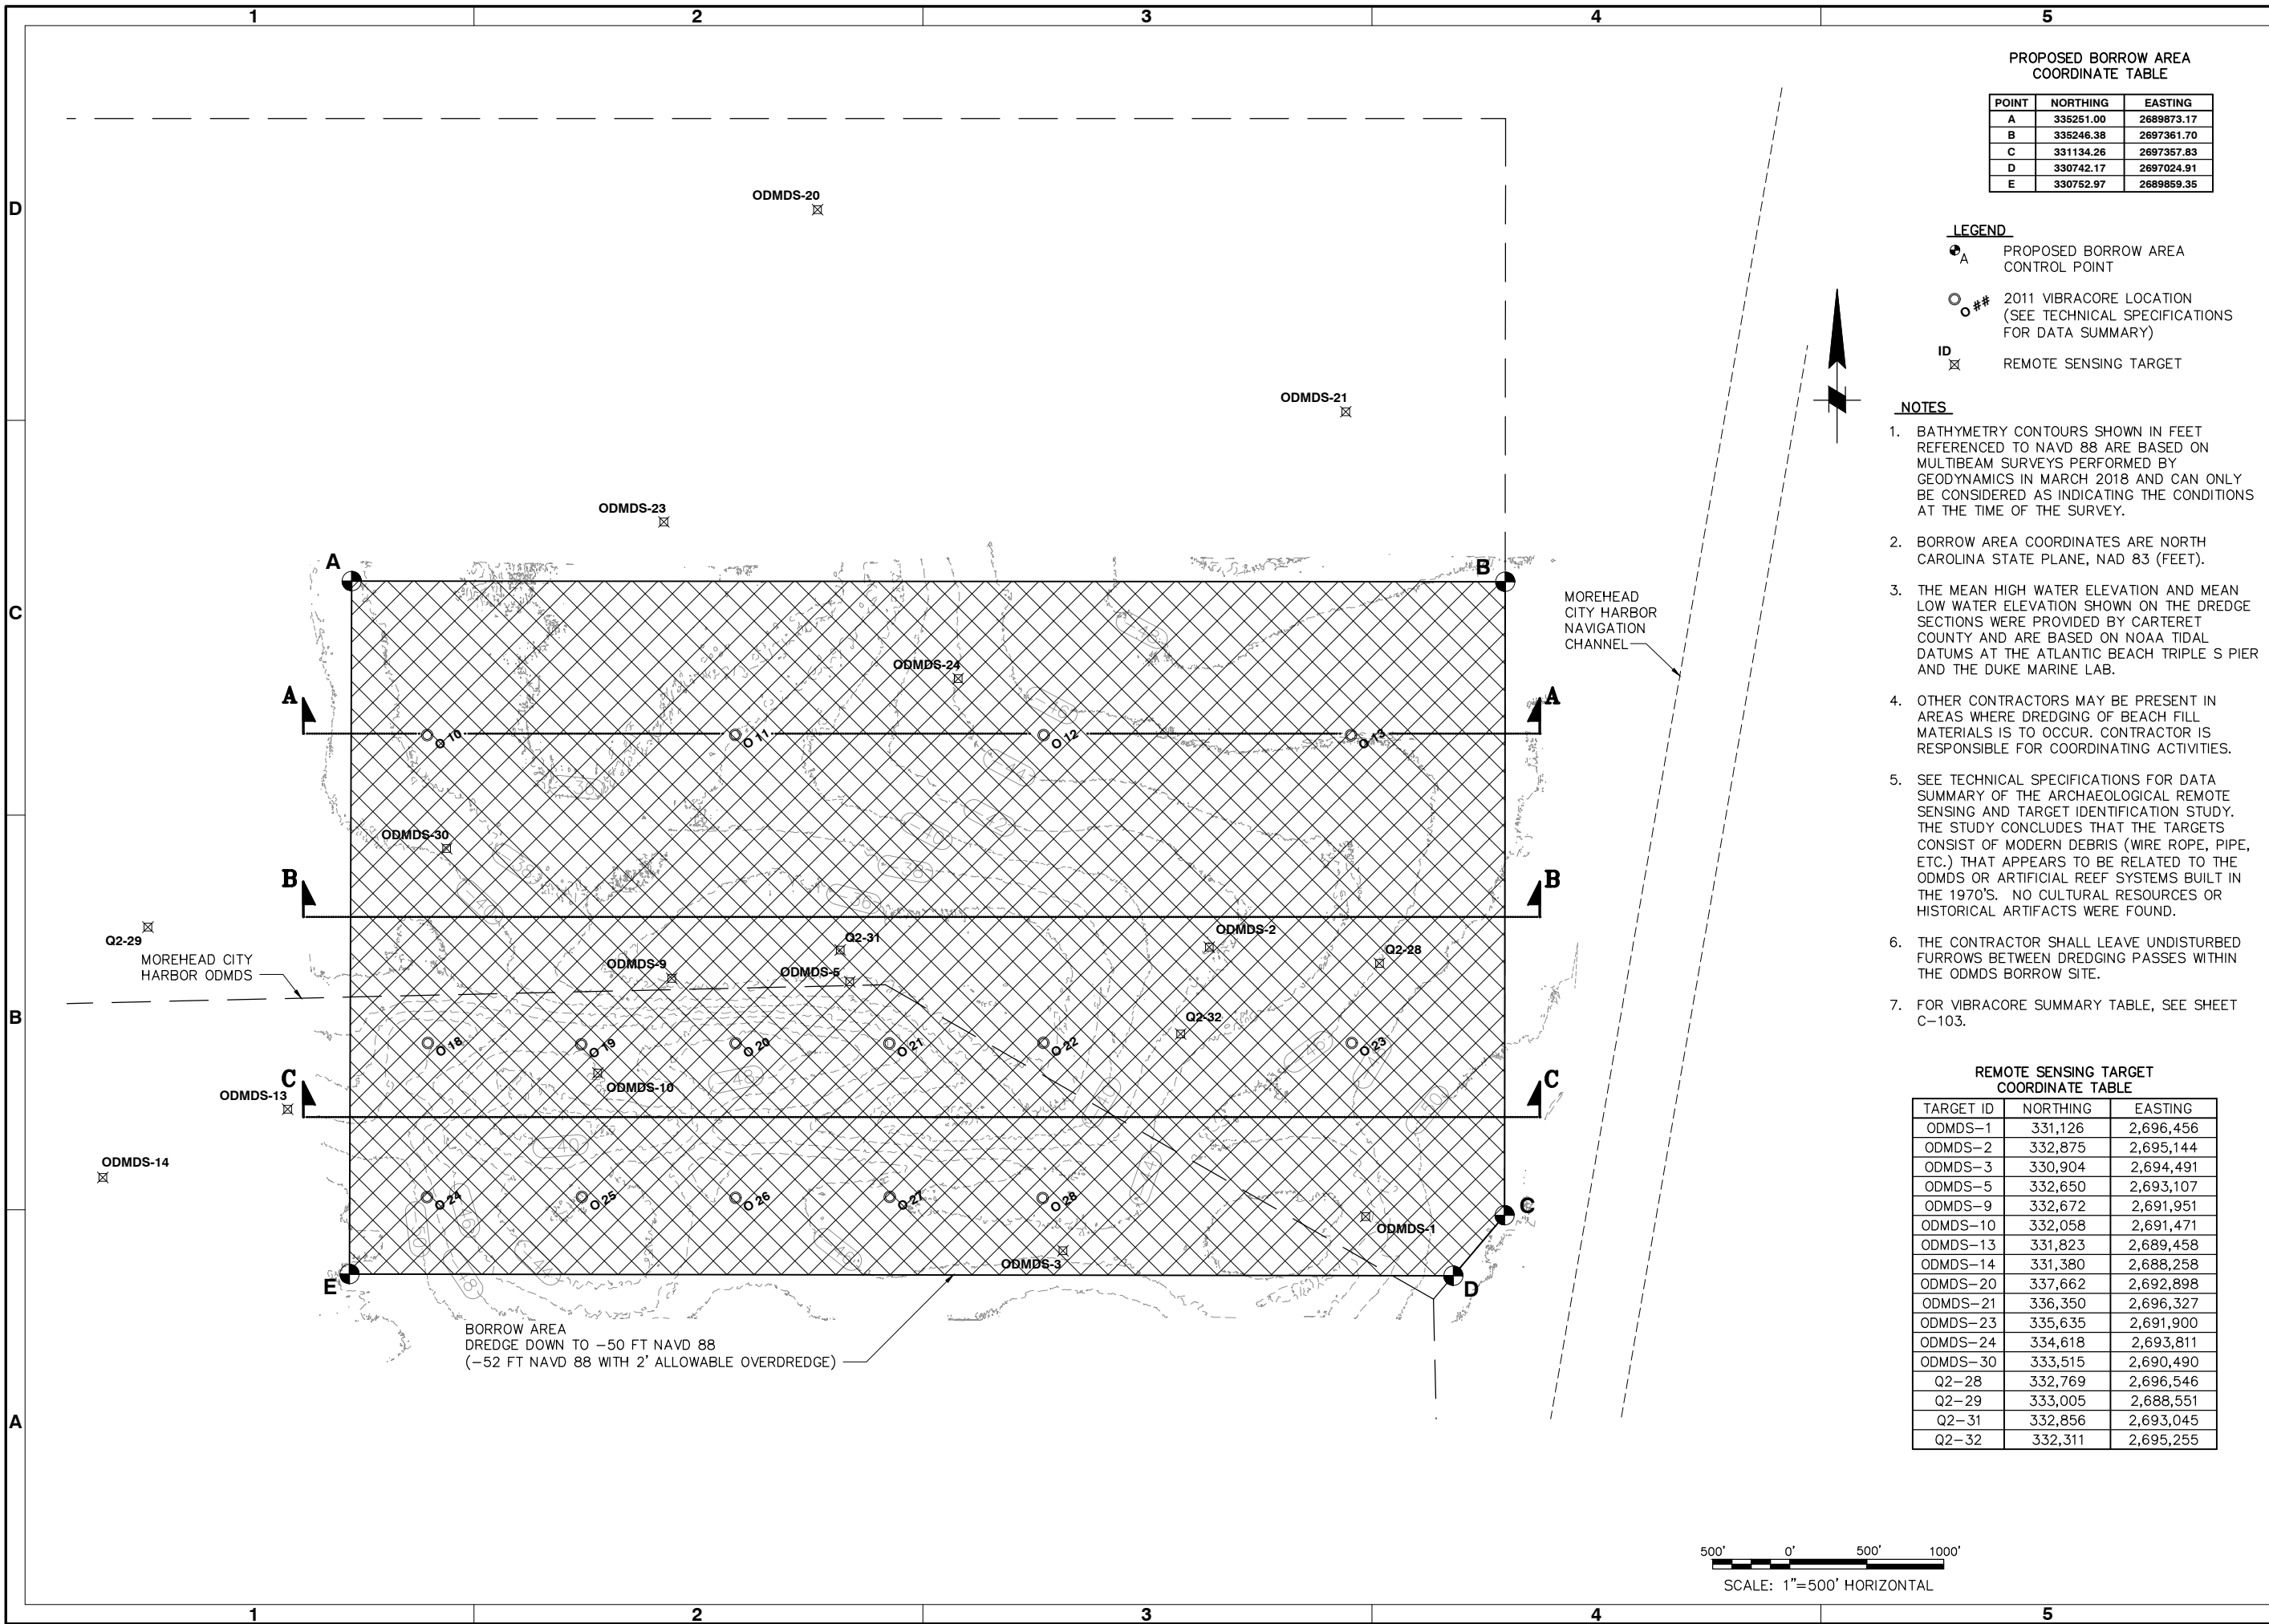 1 2 3 4 5
PROPOSED BORROW AREA
COORDINATE TABLE
POINT NORTHING EASTING
A 335251.00 2689873.17
B 335246.38 2697361.70
C 331134.26 2697357.83
D 330742.17 2697024.91
E 330752.97 2689859.35
LEGEND
A PROPOSED BORROW AREA
CONTROL POINT
O ## 2011 VIBRACORE LOCATION
(SEE TECHNICAL SPECIFICATIONS
FOR DATA SUMMARY)
ID
REMOTE SENSING TARGET
NOTES
1. BATHYMETRY CONTOURS SHOWN IN FEET
REFERENCED TO NAVD 88 ARE BASED ON
MULTIBEAM SURVEYS PERFORMED BY
GEODYNAMICS IN MARCH 2018 AND CAN ONLY
BE CONSIDERED AS INDICATING THE CONDITIONS
AT THE TIME OF THE SURVEY.
2. BORROW AREA COORDINATES ARE NORTH
CAROLINA STATE PLANE, NAD 83 (FEET).
3. THE MEAN HIGH WATER ELEVATION AND MEAN
LOW WATER ELEVATION SHOWN ON THE DREDGE
SECTIONS WERE PROVIDED BY CARTERET
COUNTY AND ARE BASED ON NOAA TIDAL
DATUMS AT THE ATLANTIC BEACH TRIPLE S PIER
AND THE DUKE MARINE LAB.
4. OTHER CONTRACTORS MAY BE PRESENT IN
AREAS WHERE DREDGING OF BEACH FILL
MATERIALS IS TO OCCUR. CONTRACTOR IS
RESPONSIBLE FOR COORDINATING ACTIVITIES.
5. SEE TECHNICAL SPECIFICATIONS FOR DATA
SUMMARY OF THE ARCHAEOLOGICAL REMOTE
SENSING AND TARGET IDENTIFICATION STUDY.
THE STUDY CONCLUDES THAT THE TARGETS
CONSIST OF MODERN DEBRIS (WIRE ROPE, PIPE,
ETC.) THAT APPEARS TO BE RELATED TO THE
ODMDS OR ARTIFICIAL REEF SYSTEMS BUILT IN
THE 1970'S. NO CULTURAL RESOURCES OR
HISTORICAL ARTIFACTS WERE FOUND.
6. THE CONTRACTOR SHALL LEAVE UNDISTURBED
FURROWS BETWEEN DREDGING PASSES WITHIN
THE ODMDS BORROW SITE.
7. FOR VIBRACORE SUMMARY TABLE, SEE SHEET
C-103.
REMOTE SENSING TARGET
COORDINATE TABLE
TARGET ID NORTHING EASTING
ODMDS-1 331,126 2,696,456
ODMDS-2 332,875 2,695,144
ODMDS-3 330,904 2,694,491
ODMDS-5 332,650 2,693,107
ODMDS-9 332,672 2,691,951
ODMDS-10 332,058 2,691,471
ODMDS-13 331,823 2,689,458
ODMDS-14 331,380 2,688,258
ODMDS-20 337,662 2,692,898
ODMDS-21 336,350 2,696,327
ODMDS-23 335,635 2,691,900
ODMDS-24 334,618 2,693,811
ODMDS-30 333,515 2,690,490
Q2-28 332,769 2,696,546
Q2-29 333,005 2,688,551
Q2-31 332,856 2,693,045
Q2-32 332,311 2,695,255
500' 0' 500' 1000'
SCALE: 1"=500' HORIZONTAL
D
C
B
A
ODMDS-20
ODMDS-21
ODMDS-23
A B
MOREHEAD
CITY HARBOR
NAVIGATION
CHANNEL
-48
ODMDS-24
A A
-46
O 10 O 11 O 12 O 13
-44
-38
-42
-40
ODMDS-30
-38 -38
B B
-36
-40
Q2-29
Q2-31
ODMDS-2
Q2-28
MOREHEAD CITY
HARBOR ODMDS
ODMDS-9
ODMDS-5
Q2-32
O 18 O 19 O 20 O 21 O 22 O 23
-48
ODMDS-10
C C
ODMDS-13
-40
-50
ODMDS-14
-44
O 24 O 25 O 26 O 27 O 28
-46
ODMDS-1
C
-50
-44
-46
-48
ODMDS-3
E D
BORROW AREA
DREDGE DOWN TO -50 FT NAVD 88
(-52 FT NAVD 88 WITH 2' ALLOWABLE OVERDREDGE)
1 2 3 4 5